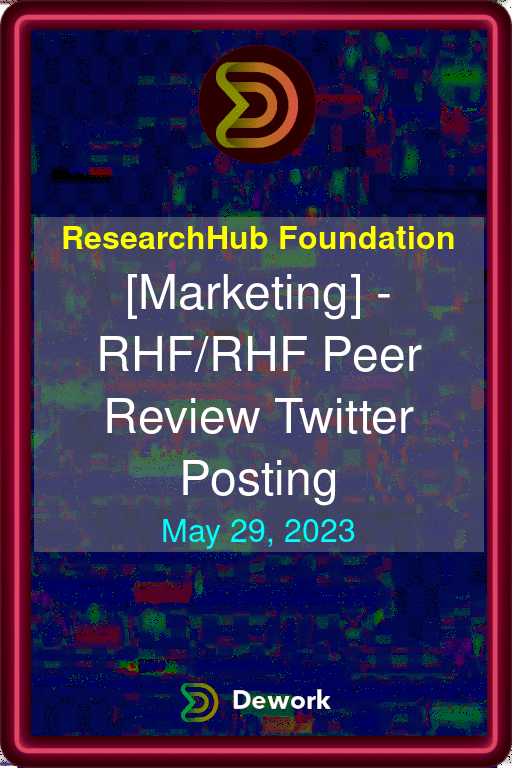 ResearchHub Foundation
[Marketing] -
RHF/RHF Peer
Review Twitter
Posting
May 29, 2023
Dework